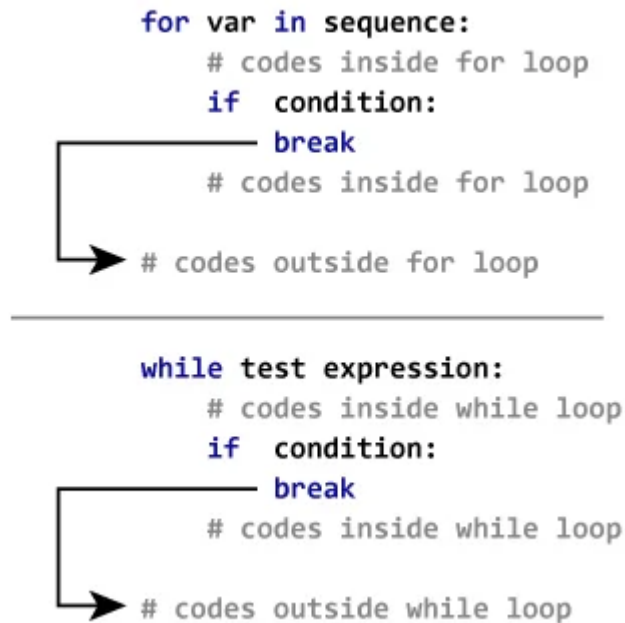 for var in sequence:
# codes inside for loop
if condition:
break
# codes inside for loop
# codes outside for loop
while test expression:
# codes inside while loop
if condition:
break
# codes inside while loop
# codes outside while loop